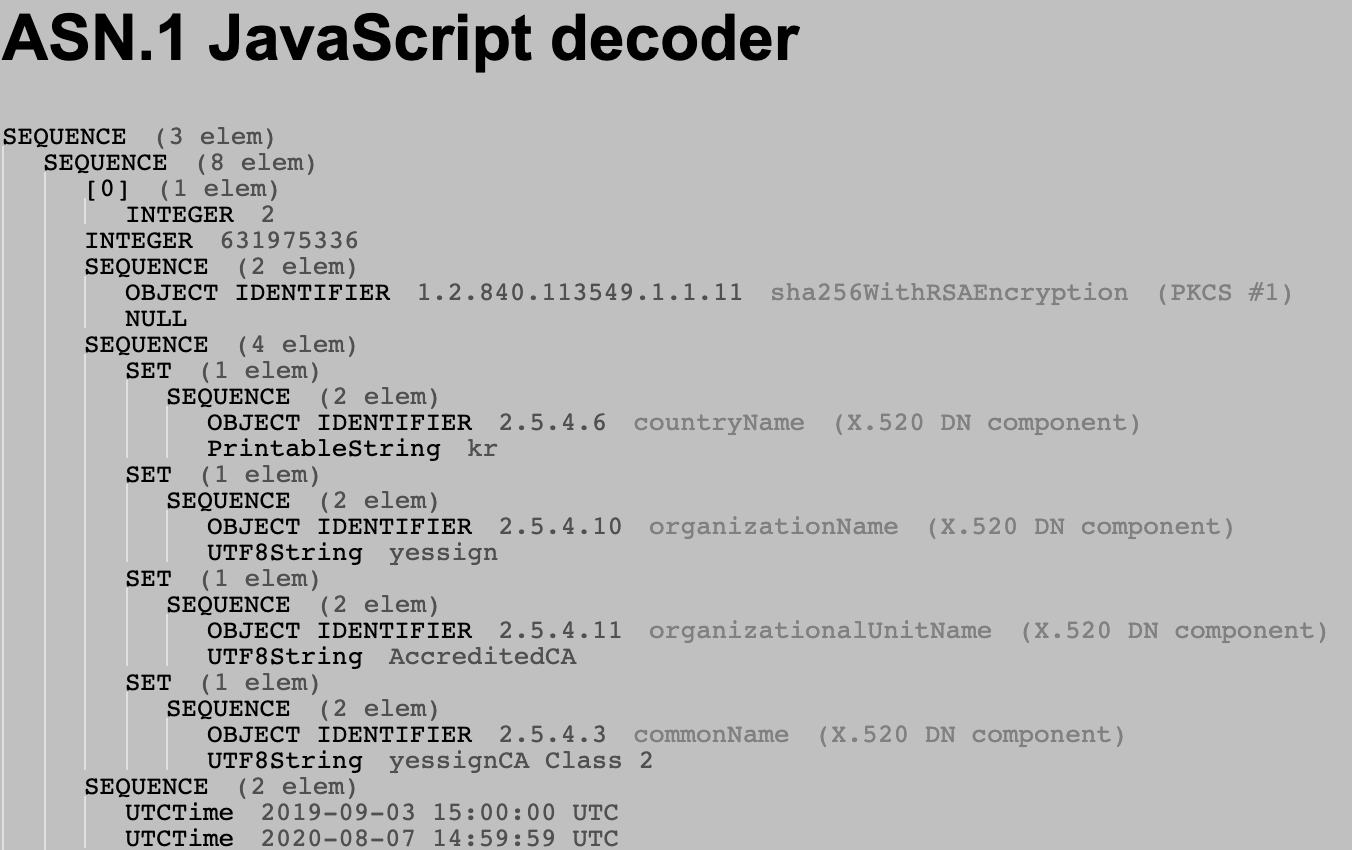 ASN.1 JavaScript decoder
SEQUENCE (3 elem)
SEQUENCE (8 elem)
[0] (1 elem)
INTEGER 2
INTEGER 631975336
SEQUENCE (2 elem)
OBJECT IDENTIFIER 1.2.840.113549.1.1.11 sha256WithRSAEncryption (PKCS #1)
NULL
SEQUENCE (4 elem)
SET (1 elem)
SEQUENCE (2 elem)
OBJECT IDENTIFIER 2.5.4.6 countryName (X.520 DN component)
PrintableString kr
SET (1 elem)
SEQUENCE (2 elem)
OBJECT IDENTIFIER 2.5.4.10 organizationName (X.520 DN component)
UTF8String yessign
SET (1 elem)
SEQUENCE (2 elem)
OBJECT IDENTIFIER 2.5.4.11 organizationalUnitName (X.520 DN component)
UTF8String AccreditedCA
SET (1 elem)
SEQUENCE (2 elem)
OBJECT IDENTIFIER 2.5.4.3 commonName (X.520 DN component)
UTF8String yessignCA Class 2
SEQUENCE (2 elem)
UTCTime 2019-09-03 15:00:00 UTC
UTCTime 2020-08-07 14:59:59 UTC